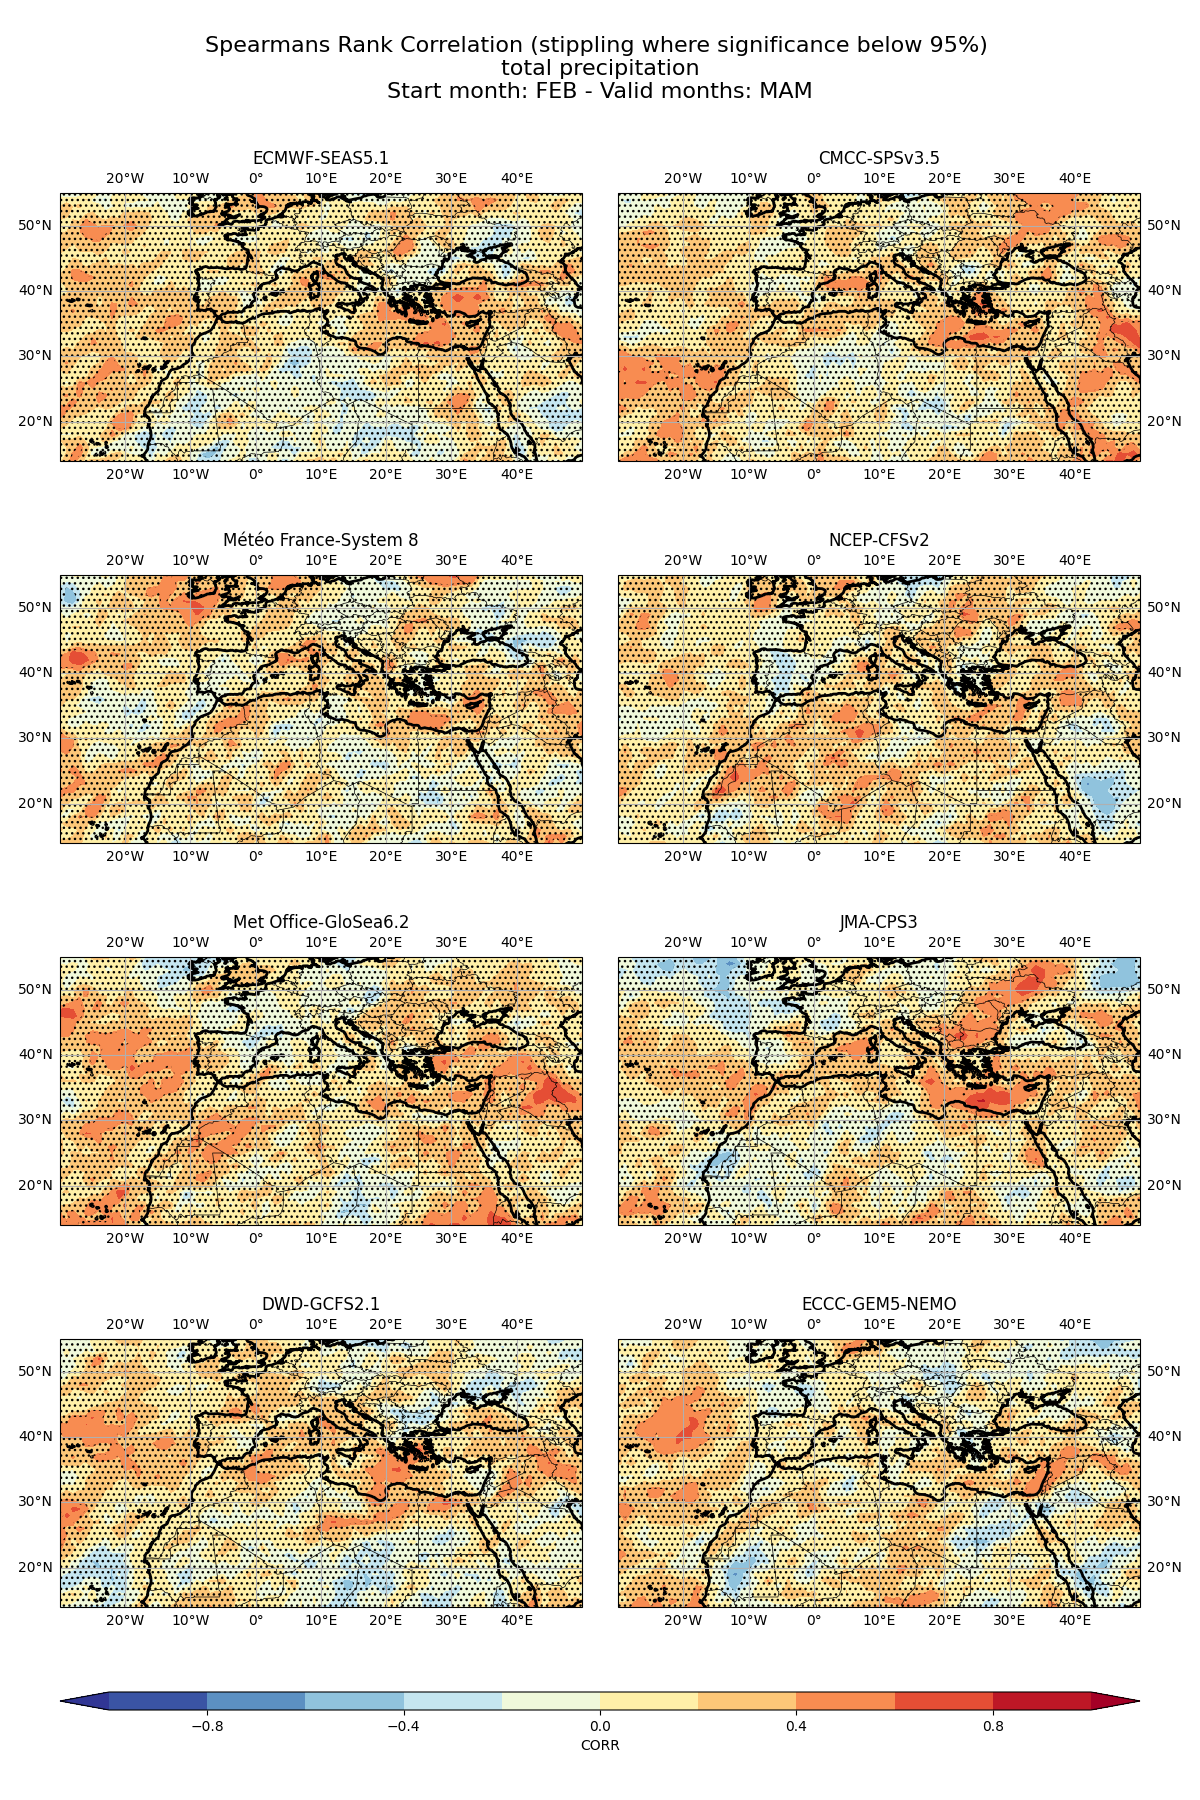 Spearmans Rank Correlation (stippling where significance below 95%)
total precipitation
Start month: FEB - Valid months: MAM
ECMWF-SEAS5.1 CMCC-SPSv3.5
20°W 10°W 0° 10°E 20°E 30°E 40°E 20°W 10°W 0° 10°E 20°E 30°E 40°E
50°N 50°N
40°N 40°N
30°N 30°N
20°N 20°N
20°W 10°W 0° 10°E 20°E 30°E 40°E 20°W 10°W 0° 10°E 20°E 30°E 40°E
Météo France-System 8 NCEP-CFSv2
20°W 10°W 0° 10°E 20°E 30°E 40°E 20°W 10°W 0° 10°E 20°E 30°E 40°E
50°N 50°N
40°N 40°N
30°N 30°N
20°N 20°N
20°W 10°W 0° 10°E 20°E 30°E 40°E 20°W 10°W 0° 10°E 20°E 30°E 40°E
Met Office-GloSea6.2 JMA-CPS3
20°W 10°W 0° 10°E 20°E 30°E 40°E 20°W 10°W 0° 10°E 20°E 30°E 40°E
50°N 50°N
40°N 40°N
30°N 30°N
20°N 20°N
20°W 10°W 0° 10°E 20°E 30°E 40°E 20°W 10°W 0° 10°E 20°E 30°E 40°E
DWD-GCFS2.1 ECCC-GEM5-NEMO
20°W 10°W 0° 10°E 20°E 30°E 40°E 20°W 10°W 0° 10°E 20°E 30°E 40°E
50°N 50°N
40°N 40°N
30°N 30°N
20°N 20°N
20°W 10°W 0° 10°E 20°E 30°E 40°E 20°W 10°W 0° 10°E 20°E 30°E 40°E
−0.8 −0.4 0.0 0.4 0.8
CORR